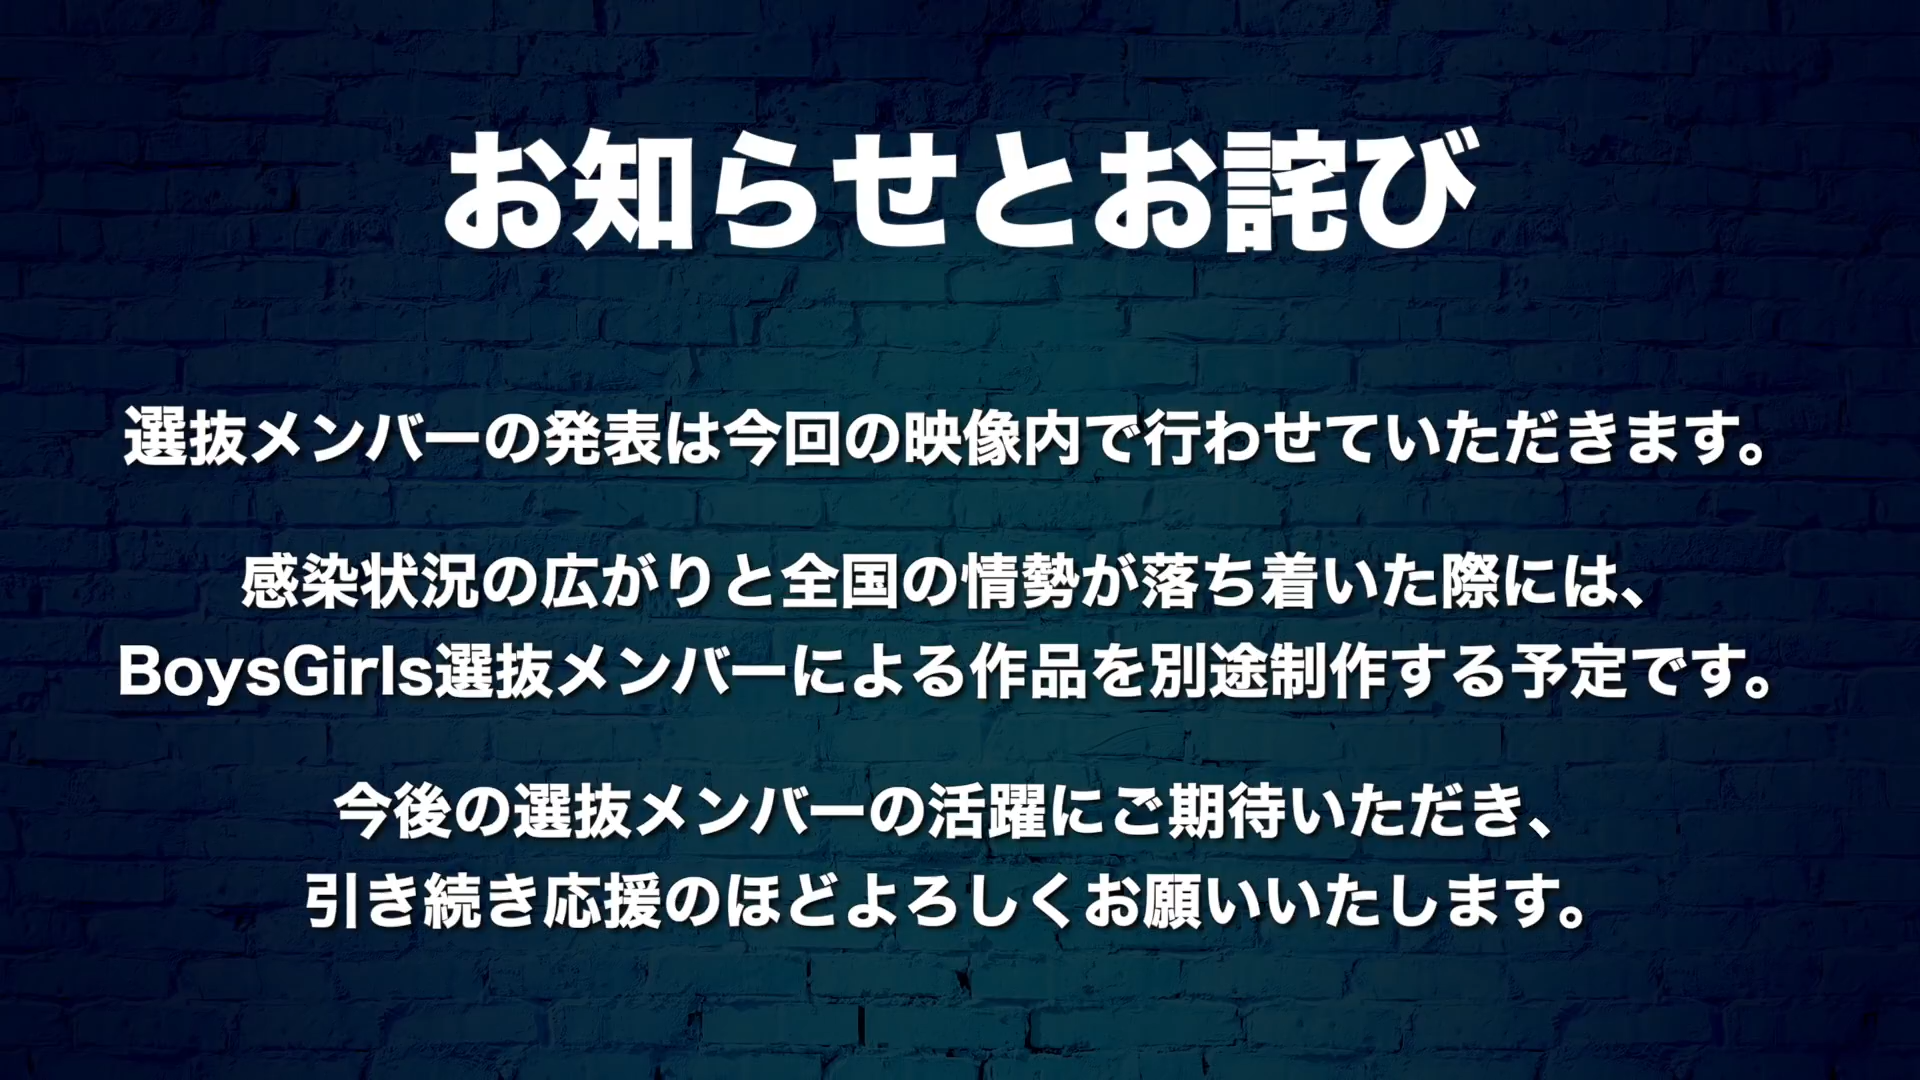 お知らせとお詫び
選抜メンバーの発表は今回の映像内で行わせていただきます。
感染状況の広がりと全国の情勢が落ち着いた際には、
BoysGirls選抜メンバーによる作品を別途制作する予定です。
今後の選抜メンバーの活躍にご期待いただき、
引き続き応援のほどよろしくお願いいたします。